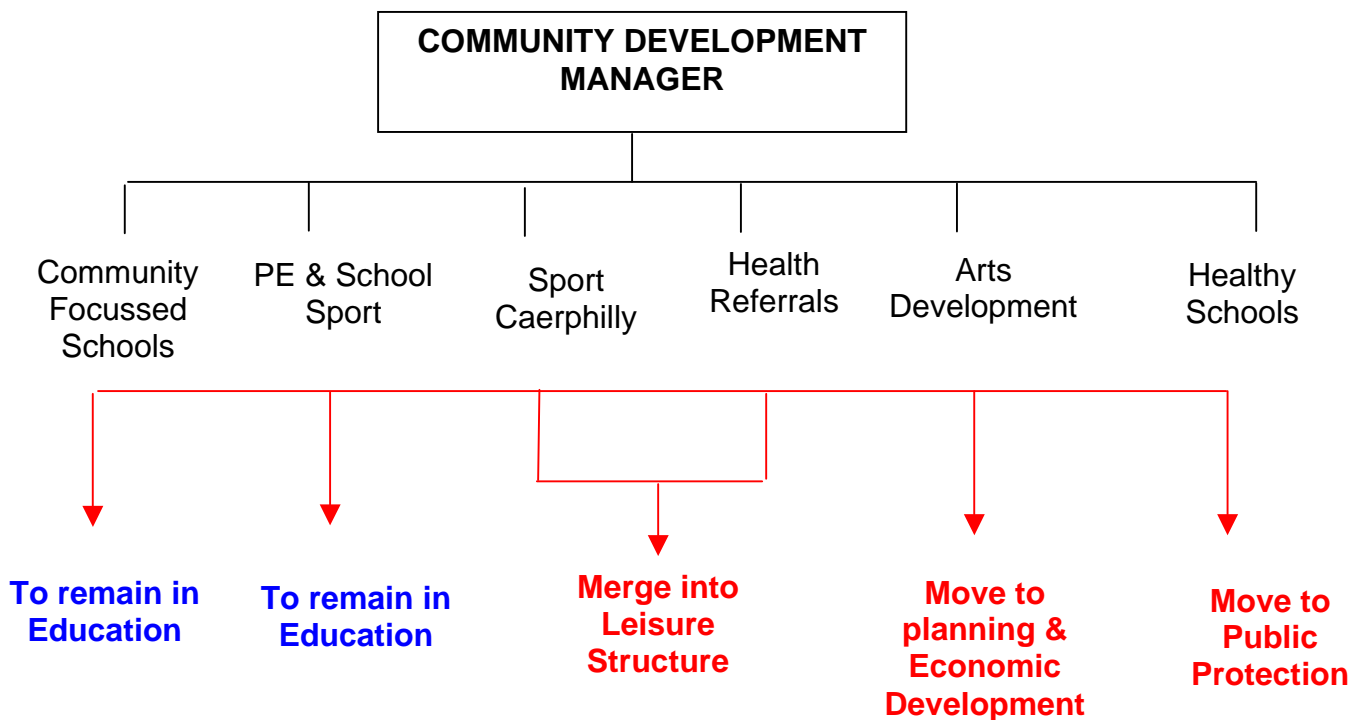 COMMUNITY DEVELOPMENT
MANAGER
Community
Focussed
Schools
PE & School
Sport
Sport
Caerphilly
Health
Referrals
Arts
Development
Healthy
Schools
To remain in
Education
To remain in
Education
Merge into
Leisure
Structure
Move to
planning &
Economic
Development
Move to
Public
Protection